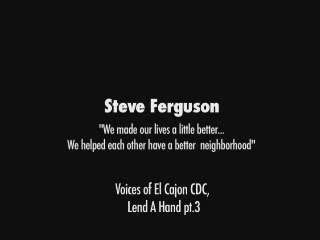 Steve Ferguson
"We made our lives a little better...
We helped each other have a better neighborhood"
Voices of El Cajon CDC,
Lend A Hand pt.3